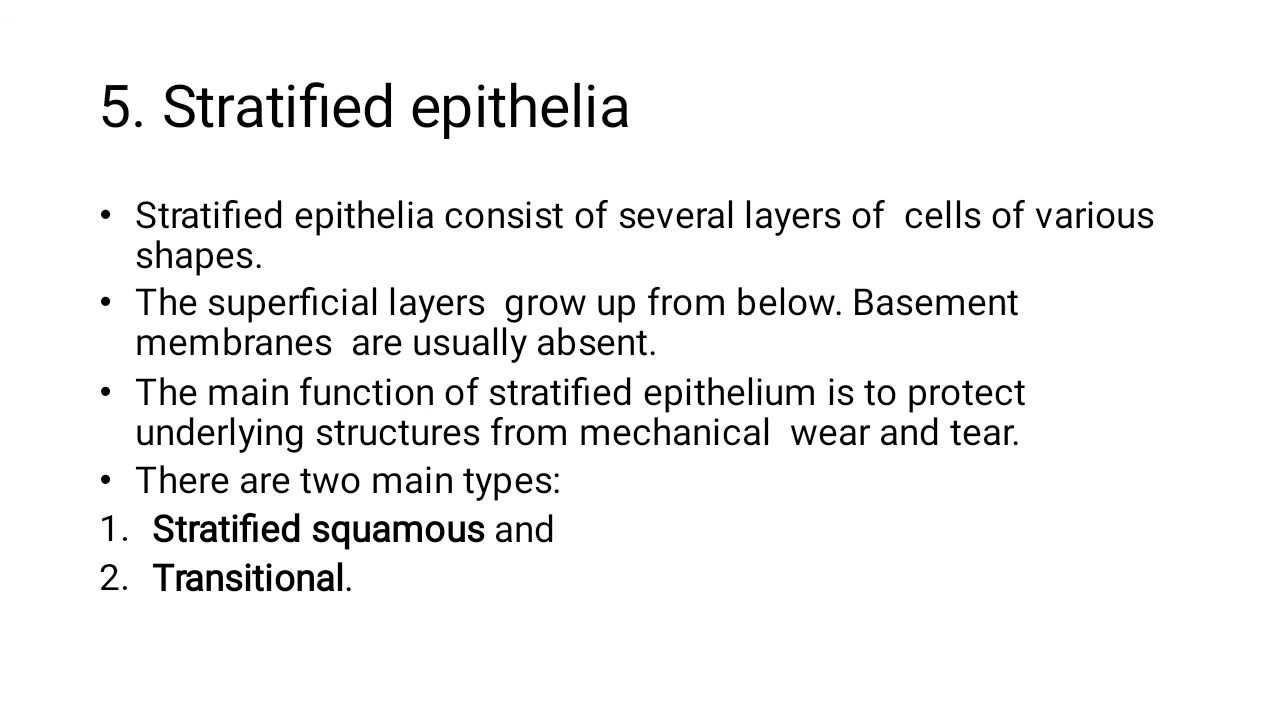 5. Stratified epithelia
• Stratified epithelia consist of several layers of  cells of various
shapes.
• The superficial layers  grow up from below. Basement
membranes  are usually absent.
• The main function of stratified epithelium is to protect
underlying structures from mechanical  wear and tear.
• There are two main types:
1. Stratified squamous and
2. Transitional.